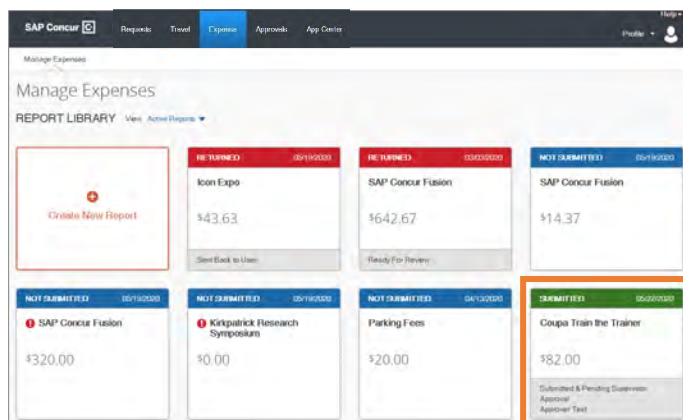 Help
SAP Concur C Requests Travel Expense Approvals App Center Profile
Manage Expenses
Manage Expenses
REPORT LIBRARY View: Active Reports
Create New Report
RETURNED 05/19/2020
Icon Expo
$43.63
Sent Back to User
RETURNED 03/03/2020
SAP Concur Fusion
$642.67
Ready For Review
NOT SUBMITTED 05/19/2020
SAP Concur Fusion
$14.37
NOT SUBMITTED 05/19/2020
SAP Concur Fusion
$320.00
NOT SUBMITTED 05/19/2020
Kirkpatrick Research
Symposium
$0.00
NOT SUBMITTED 04/13/2020
Parking Fees
$20.00
SUBMITTED 05/22/2020
Coupa Train the Trainer
$82.00
Submitted & Pending Supervisor
Approval
Approver Text